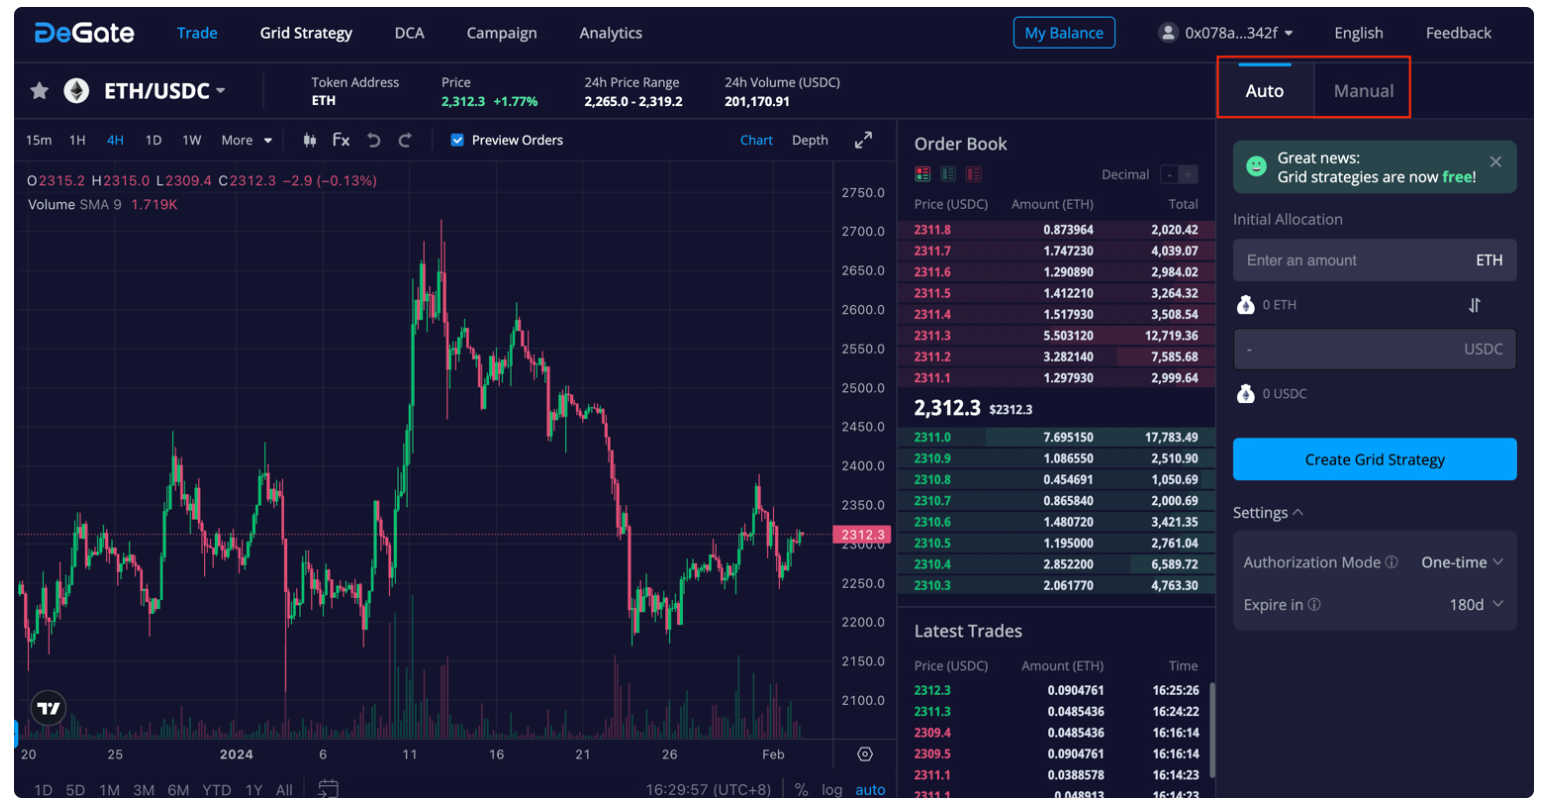 DeGate Trade Grid Strategy DCA Campaign Analytics My Balance 0x078a...342f English Feedback
ETH/USDC
Token Address Price 24h Price Range 24h Volume (USDC)
ETH 2,312.3 +1.77% 2,265.0 - 2,319.2 201,170.91
Auto Manual
15m 1H 4H 1D 1W More Fx Preview Orders Chart Depth
O2315.2 H2315.0 L2309.4 C2312.3 −2.9 (−0.13%)
Volume SMA 9 1.719K
2750.0
2700.0
2650.0
2600.0
2550.0
2500.0
2450.0
2400.0
2350.0
2312.3
2300.0
2250.0
2200.0
2150.0
2100.0
20 25 2024 6 11 16 21 26 Feb
1D 5D 1M 3M 6M YTD 1Y All 16:29:57 (UTC+8) % log auto
Order Book
Decimal - +
Price (USDC) Amount (ETH) Total
2311.8 0.873964 2,020.42
2311.7 1.747230 4,039.07
2311.6 1.290890 2,984.02
2311.5 1.412210 3,264.32
2311.4 1.517930 3,508.54
2311.3 5.503120 12,719.36
2311.2 3.282140 7,585.68
2311.1 1.297930 2,999.64
2,312.3 $2312.3
2311.0 7.695150 17,783.49
2310.9 1.086550 2,510.90
2310.8 0.454691 1,050.69
2310.7 0.865840 2,000.69
2310.6 1.480720 3,421.35
2310.5 1.195000 2,761.04
2310.4 2.852200 6,589.72
2310.3 2.061770 4,763.30
Latest Trades
Price (USDC) Amount (ETH) Time
2312.3 0.0904761 16:25:26
2311.3 0.0485436 16:24:22
2309.4 0.0485436 16:16:14
2309.5 0.0904761 16:16:14
2311.1 0.0388578 16:14:23
2311.1 0.048913 16:14:23
Great news:
Grid strategies are now free!
Initial Allocation
Enter an amount ETH
0 ETH
- USDC
0 USDC
Create Grid Strategy
Settings
Authorization Mode One-time
Expire in 180d